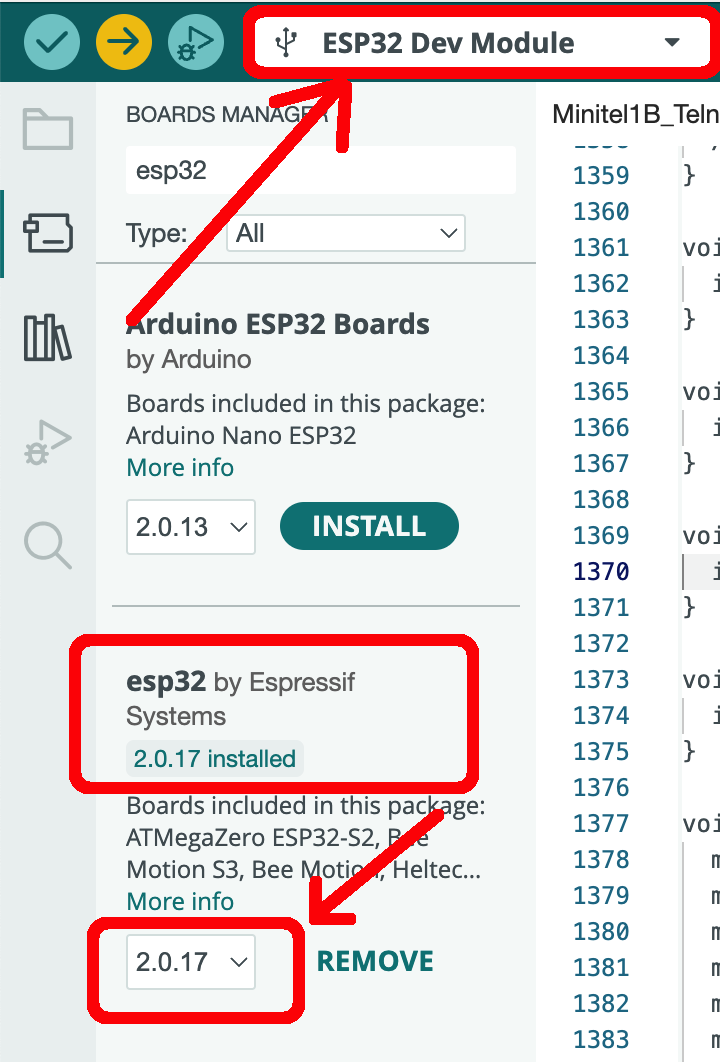 ESP32 Dev Module
BOARDS MANAGER
esp32
Type: All
Arduino ESP32 Boards
by Arduino
Boards included in this package:
Arduino Nano ESP32
More info
2.0.13 INSTALL
esp32 by Espressif
Systems
2.0.17 installed
Boards included in this package:
ATMegaZero ESP32-S2, Bee
Motion S3, Bee Motion, Heltec...
More info
2.0.17 REMOVE
Minitel1B_Teln
1359 }
1360
1361 voi
1362 i
1363 }
1364
1365 voi
1366 i
1367 }
1368
1369 voi
1370 i
1371 }
1372
1373 voi
1374 i
1375 }
1376
1377 voi
1378 m
1379 m
1380 m
1381 m
1382 m
1383 m